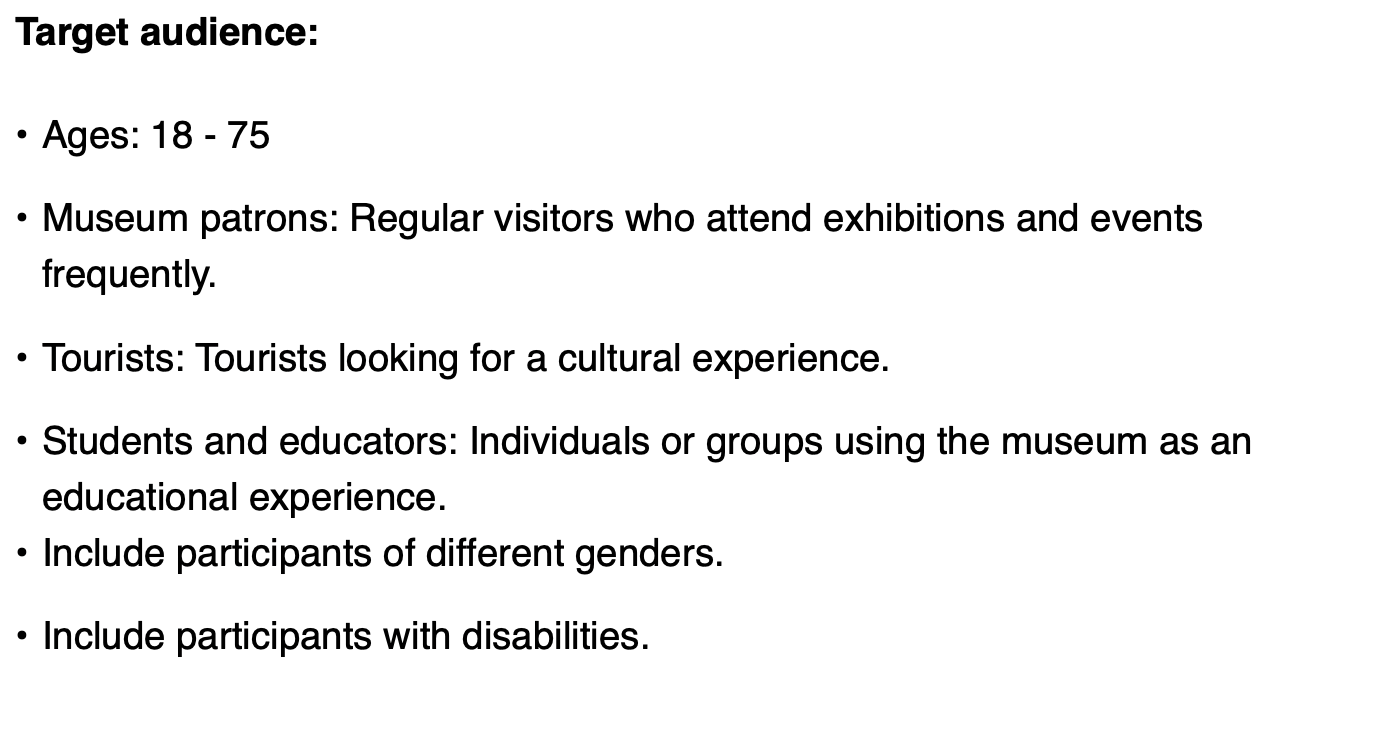 Target audience:
• Ages: 18 - 75
• Museum patrons: Regular visitors who attend exhibitions and events
frequently.
• Tourists: Tourists looking for a cultural experience.
• Students and educators: Individuals or groups using the museum as an
educational experience.
• Include participants of different genders.
• Include participants with disabilities.